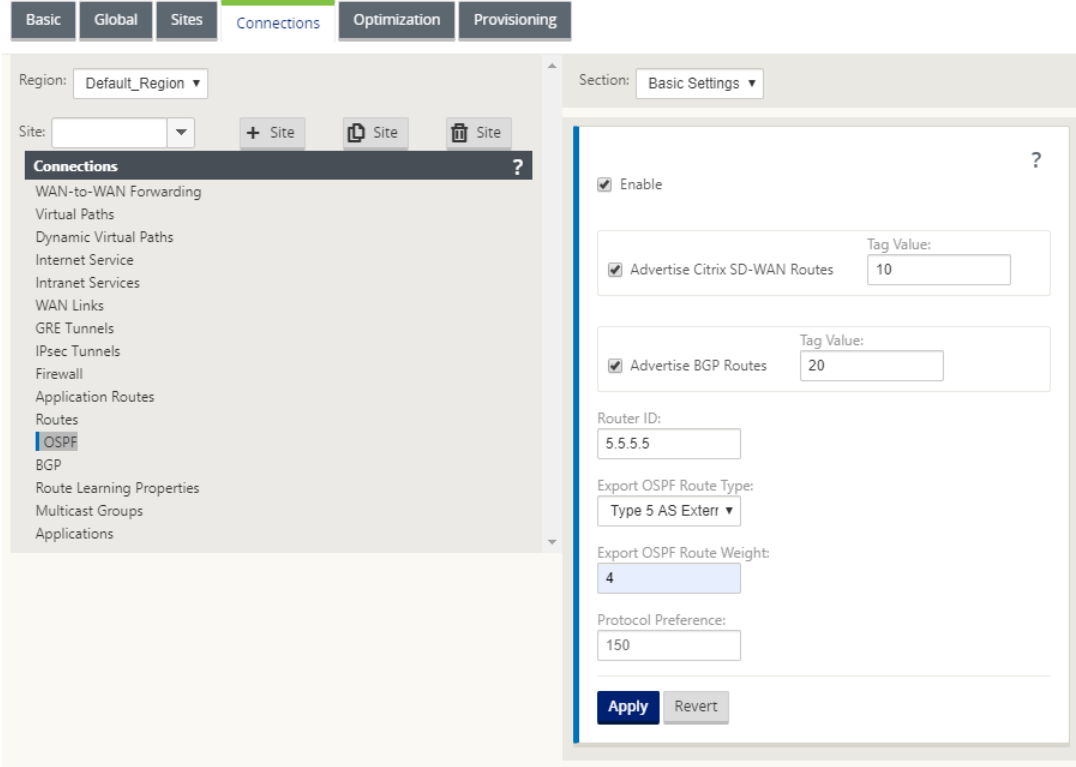 Basic Global Sites Connections Optimization Provisioning
Region: Default_Region
Site: + Site Site Site
Connections ?
WAN-to-WAN Forwarding
Virtual Paths
Dynamic Virtual Paths
Internet Service
Intranet Services
WAN Links
GRE Tunnels
IPsec Tunnels
Firewall
Application Routes
Routes
OSPF
BGP
Route Learning Properties
Multicast Groups
Applications
Section: Basic Settings
?
Enable
Tag Value:
Advertise Citrix SD-WAN Routes 10
Tag Value:
Advertise BGP Routes 20
Router ID:
5.5.5.5
Export OSPF Route Type:
Type 5 AS Extern
Export OSPF Route Weight:
4
Protocol Preference:
150
Apply Revert